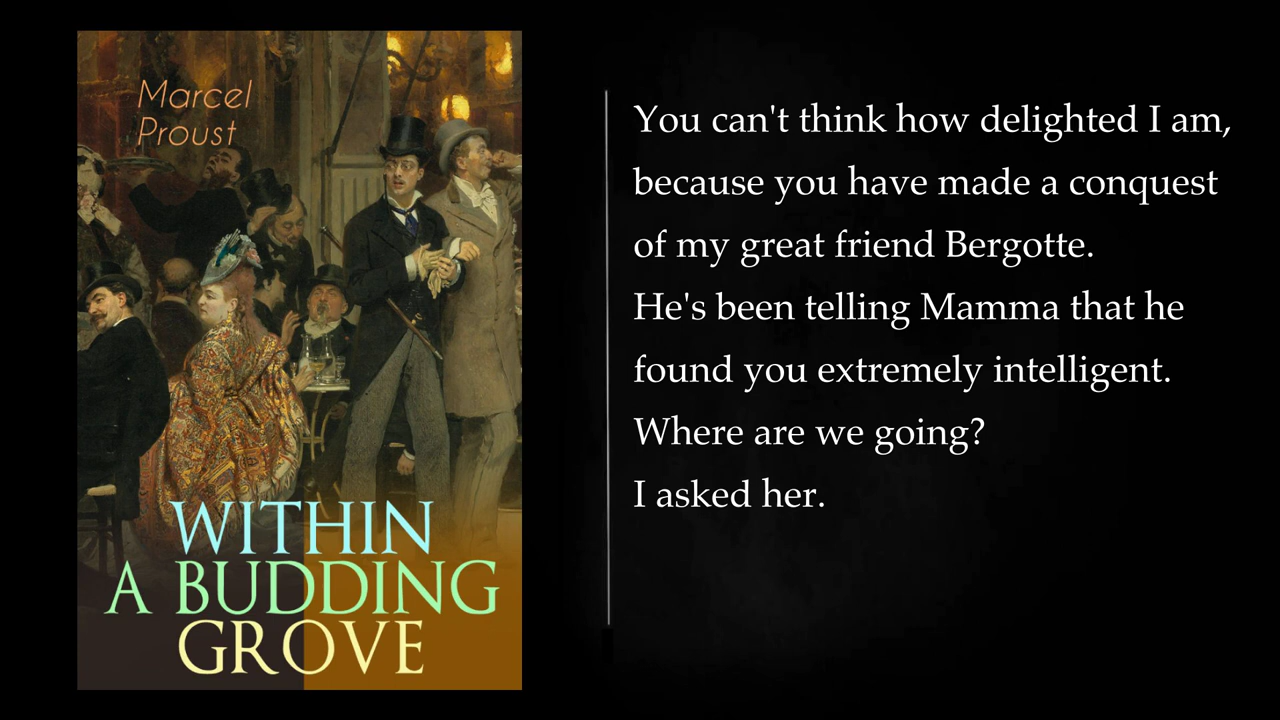 Marcel
Proust
WITHIN
A BUDDING
GROVE
You can't think how delighted I am,
because you have made a conquest
of my great friend Bergotte.
He's been telling Mamma that he
found you extremely intelligent.
Where are we going?
I asked her.